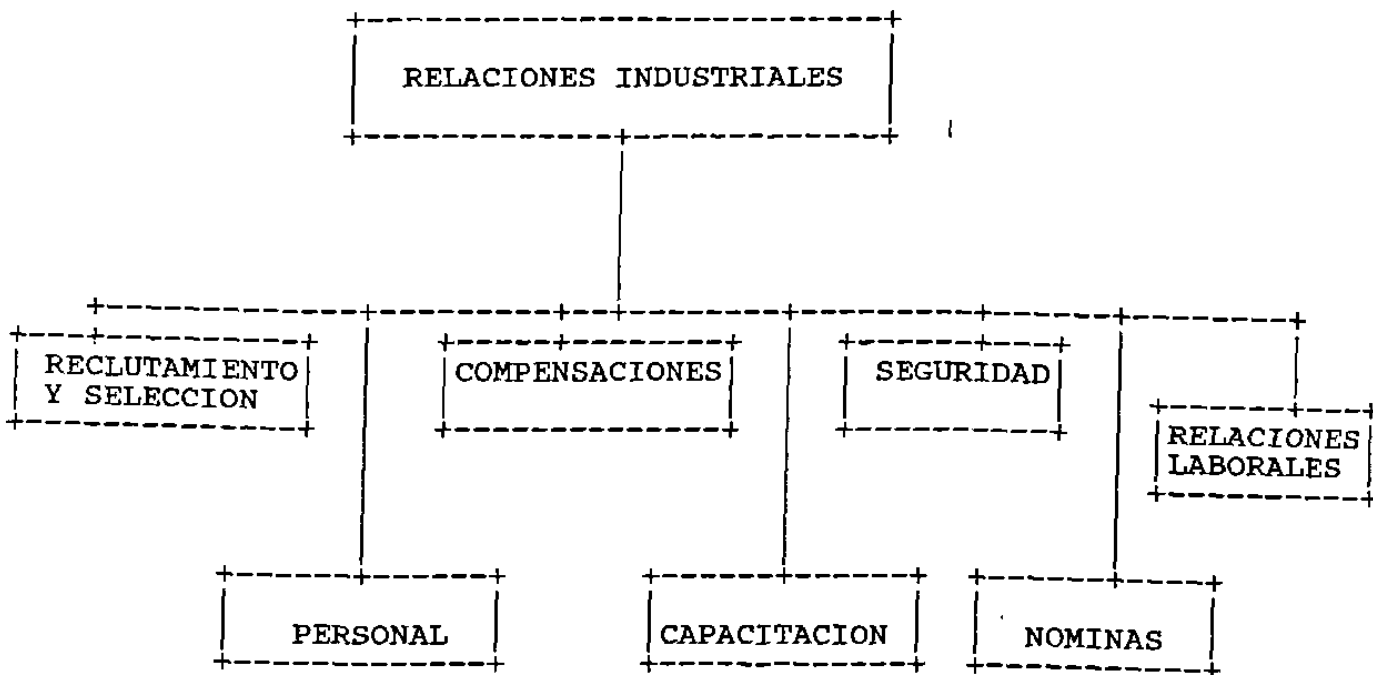 RELACIONES INDUSTRIALES
RECLUTAMIENTO
Y SELECCION
COMPENSACIONES
SEGURIDAD
RELACIONES
LABORALES
PERSONAL
CAPACITACION
NOMINAS